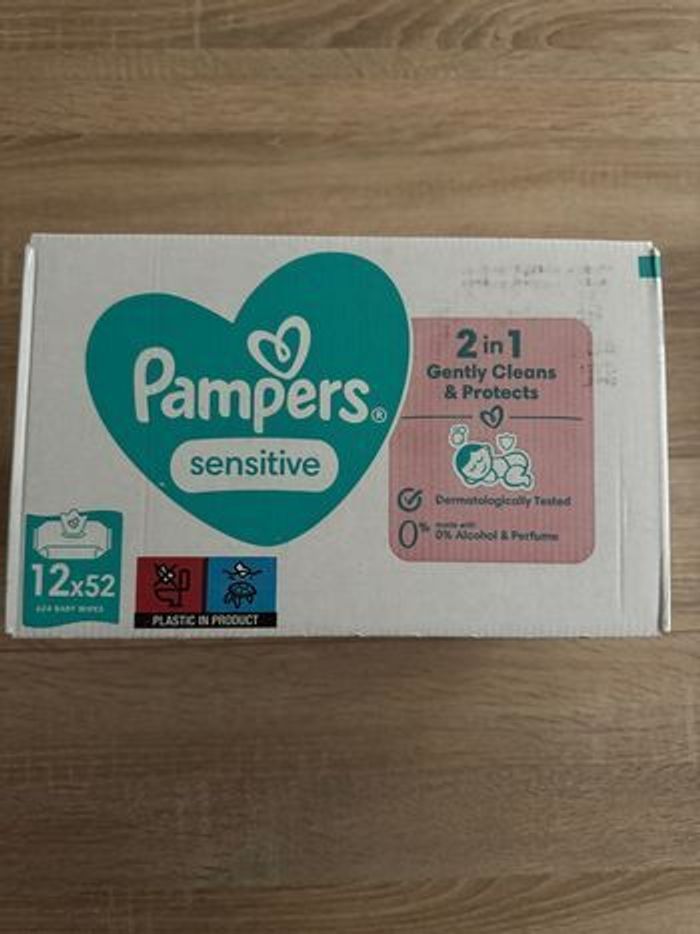 Pampers®
sensitive
2 in 1
Gently Cleans
& Protects
Dermatologically Tested
0% made with
0% Alcohol & Perfume
12x52
624 BABY WIPES
PLASTIC IN PRODUCT